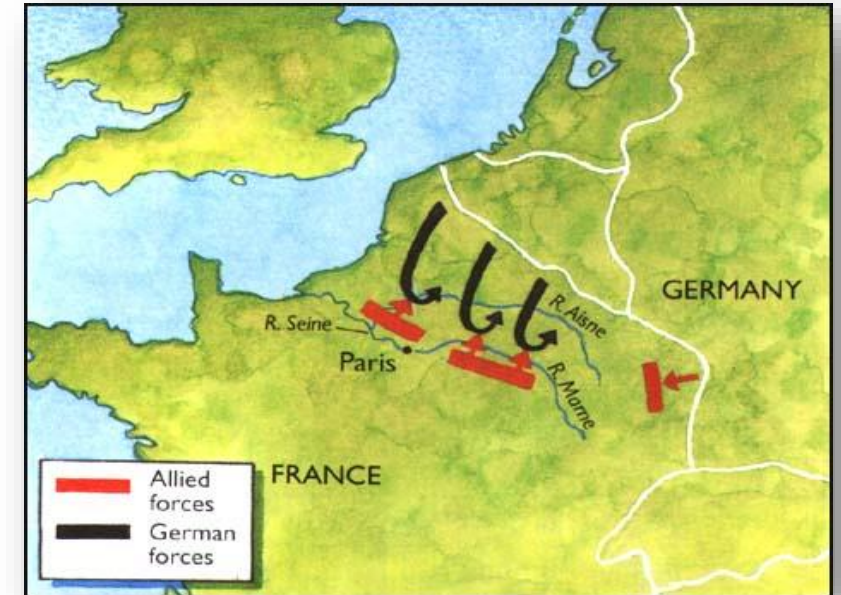 GERMANY
R. Aisne
R. Seine
Paris
R. Marne
FRANCE
Allied
forces
German
forces